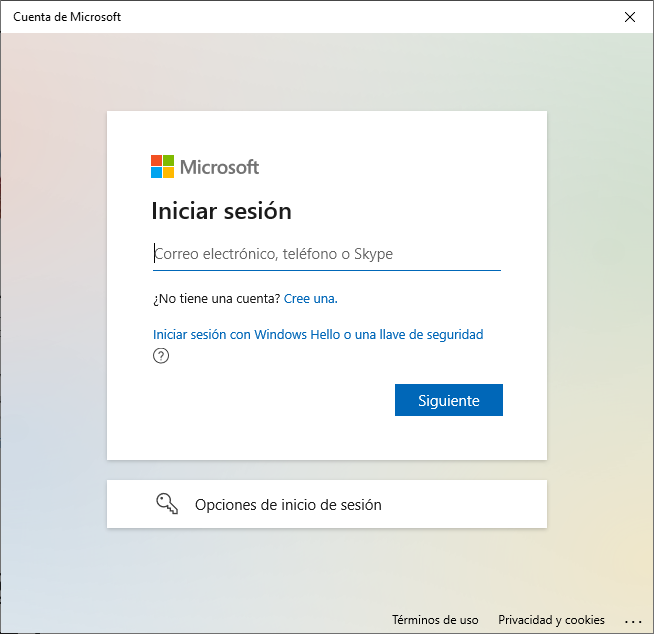 Cuenta de Microsoft
Microsoft
Iniciar sesión
Correo electrónico, teléfono o Skype
¿No tiene una cuenta? Cree una.
Iniciar sesión con Windows Hello o una llave de seguridad
?
Siguiente
Opciones de inicio de sesión
Términos de uso Privacidad y cookies ...